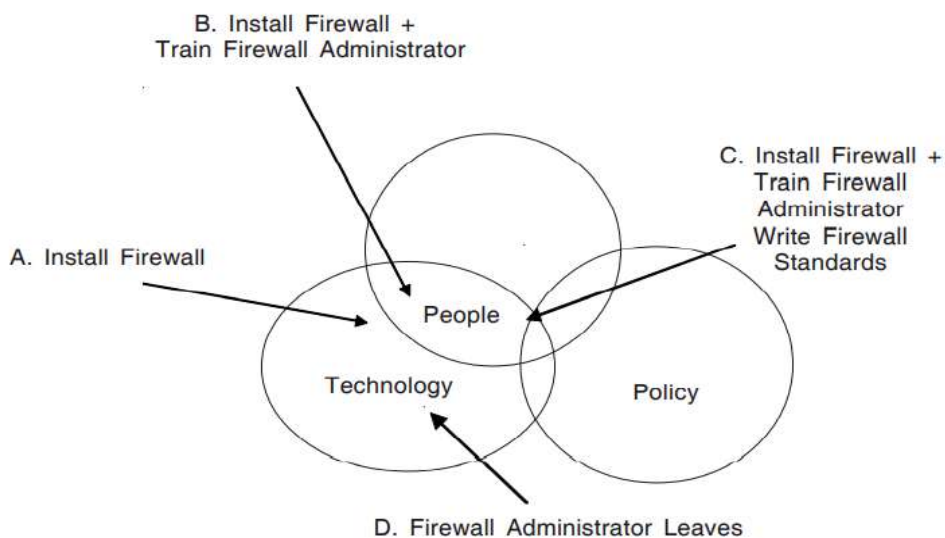 B. Install Firewall +
Train Firewall Administrator
C. Install Firewall +
Train Firewall
Administrator
Write Firewall
Standards
A. Install Firewall
People
Technology
Policy
D. Firewall Administrator Leaves